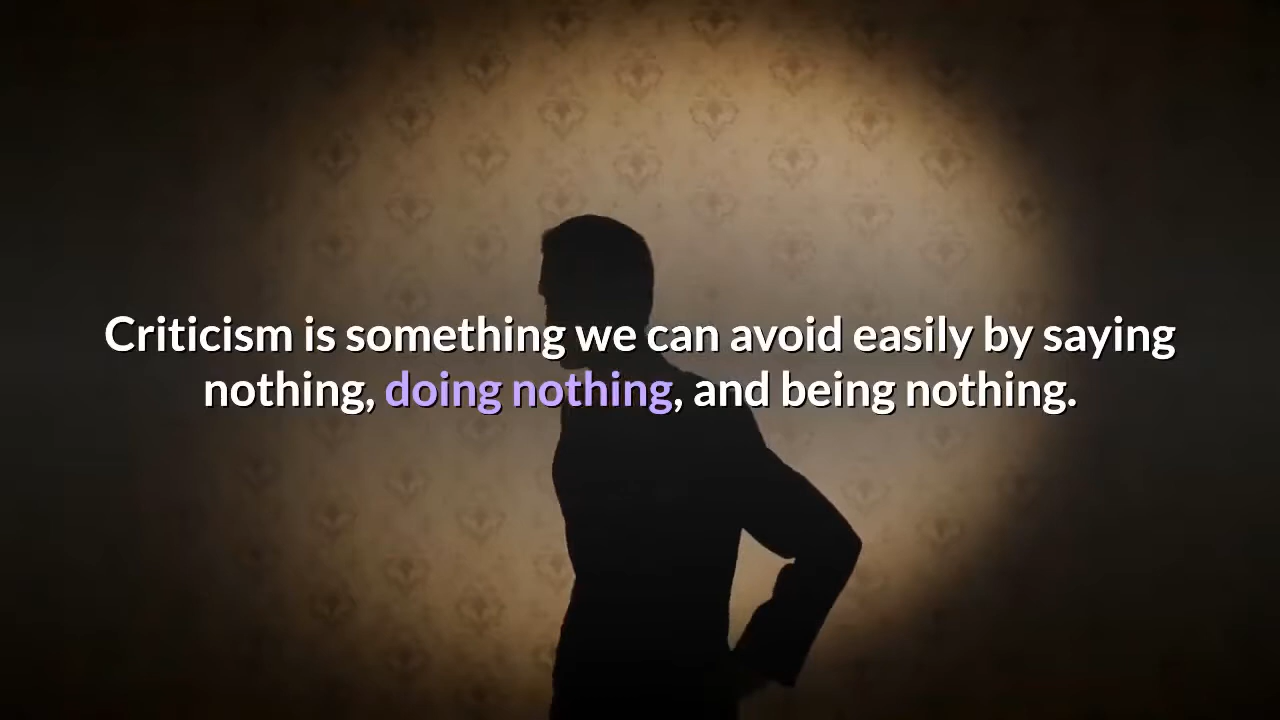 Criticism is something we can avoid easily by saying
nothing, doing nothing, and being nothing.